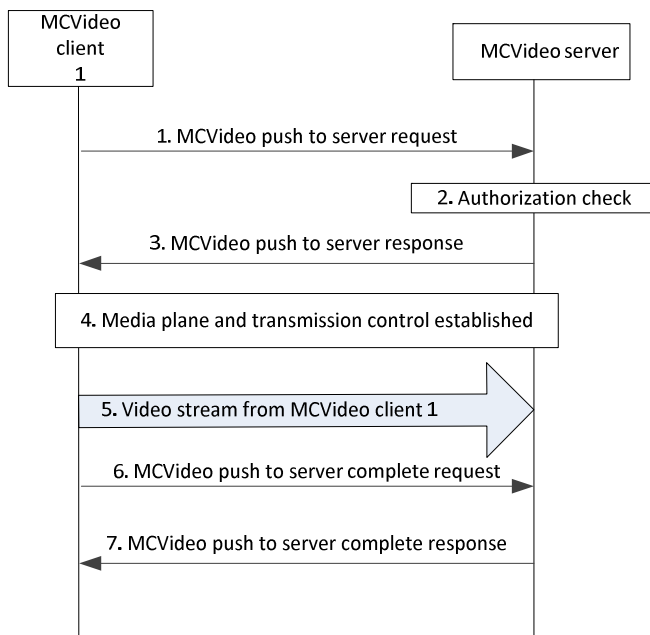 MCVideo
client
1
MCVideo server
1. MCVideo push to server request
2. Authorization check
3. MCVideo push to server response
4. Media plane and transmission control established
5. Video stream from MCVideo client 1
6. MCVideo push to server complete request
7. MCVideo push to server complete response